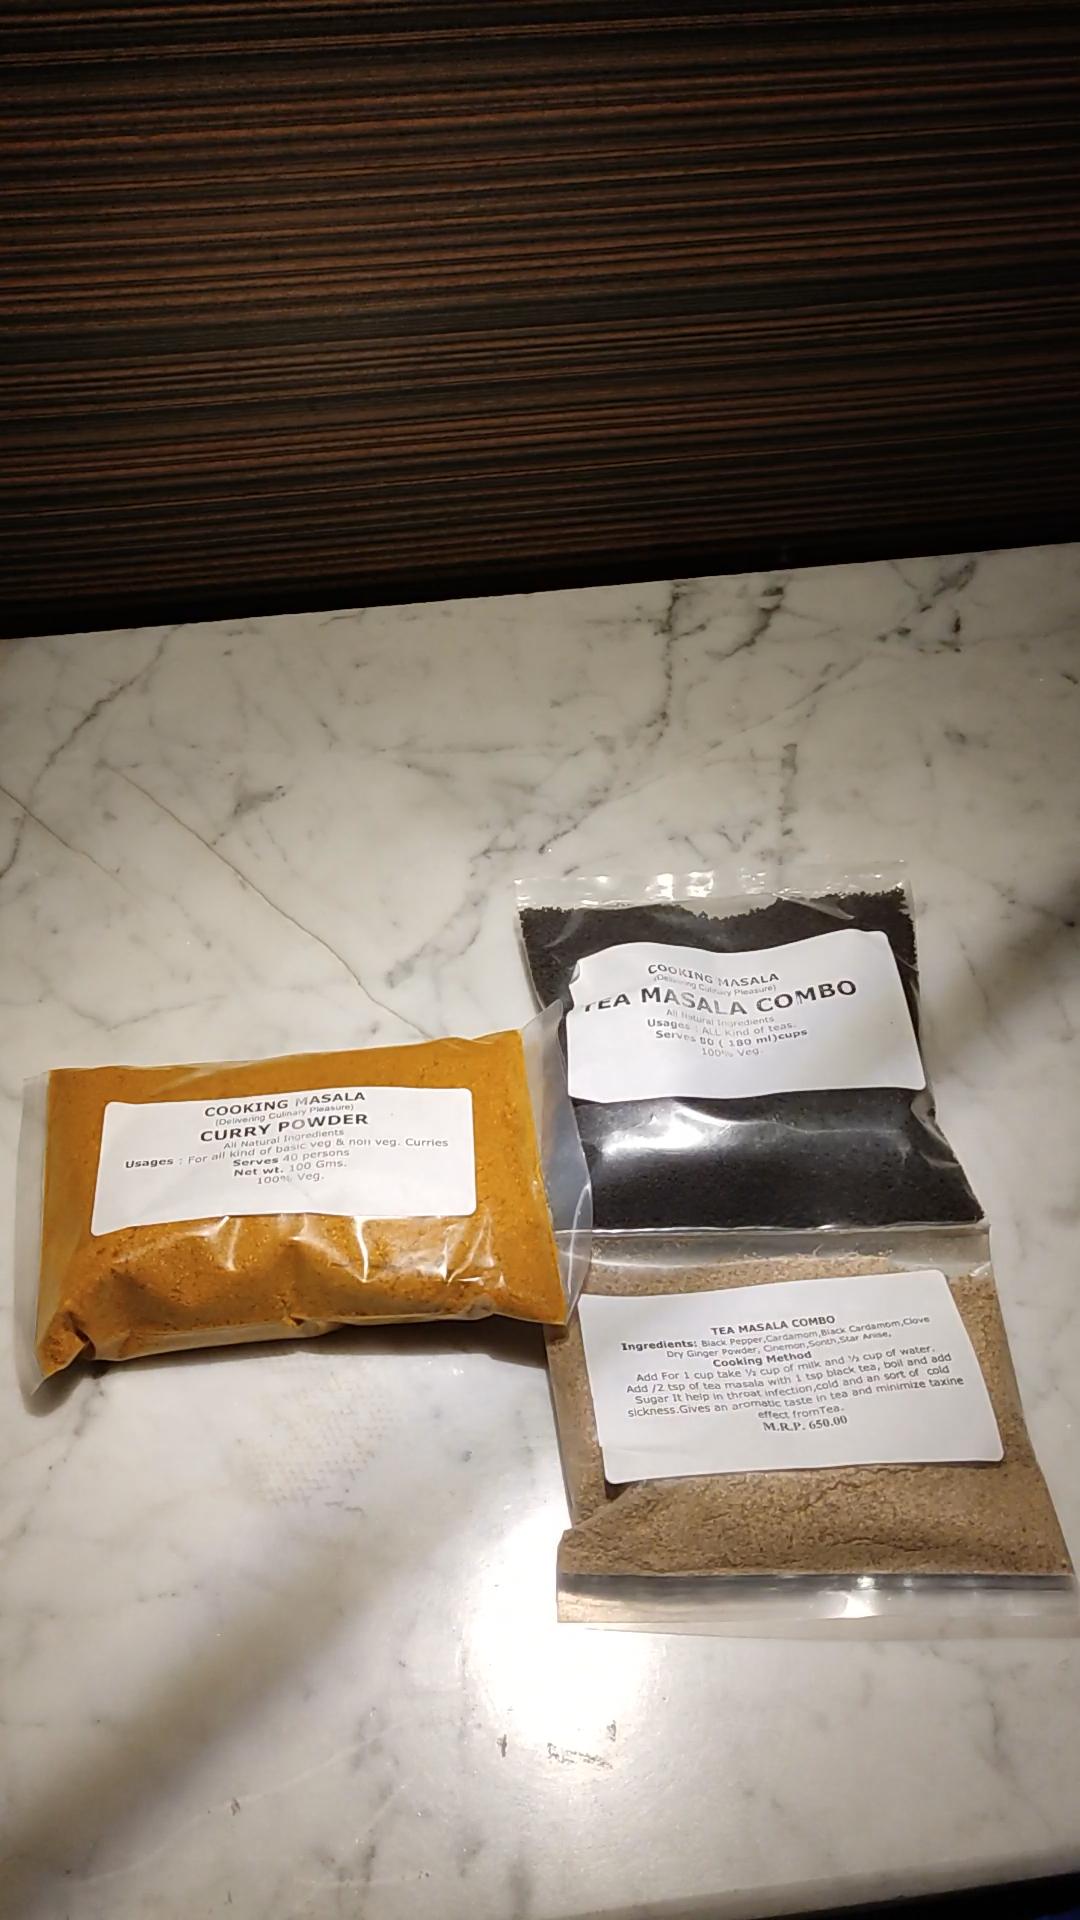 COOKING MASALA
(Delivering Culinary Pleasure)
TEA MASALA COMBO
All Natural Ingredients
Usages : ALL Kind of teas.
Serves 80 ( 180 ml)cups
100% Veg.
COOKING MASALA
(Delivering Culinary Pleasure)
CURRY POWDER
All Natural Ingredients
Usages : For all kind of basic veg & non veg. Curries
Serves 40 persons
Net wt. 100 Gms.
100% Veg.
TEA MASALA COMBO
Ingredients: Black Pepper,Cardamom,Black Cardamom,Clove
Dry Ginger Powder, Cinemon,Sonth,Star Anise,
Cooking Method
Add For 1 cup take ½ cup of milk and ½ cup of water,
Add /2 tsp of tea masala with 1 tsp black tea, boil and add
Sugar It help in throat infection,cold and an sort of cold
sickness.Gives an aromatic taste in tea and minimize taxine
effect fromTea.
M.R.P. 650.00